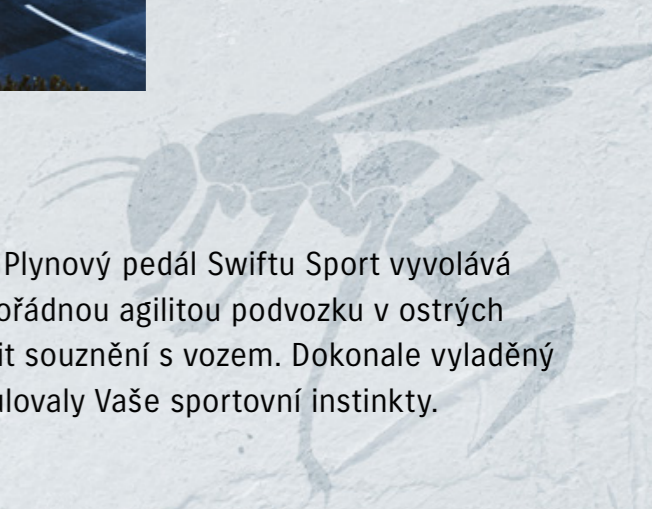 Plynový pedál Swiftu Sport vyvolává
ořádnou agilitou podvozku v ostrých
it souznění s vozem. Dokonale vyladěný
ulovaly Vaše sportovní instinkty.